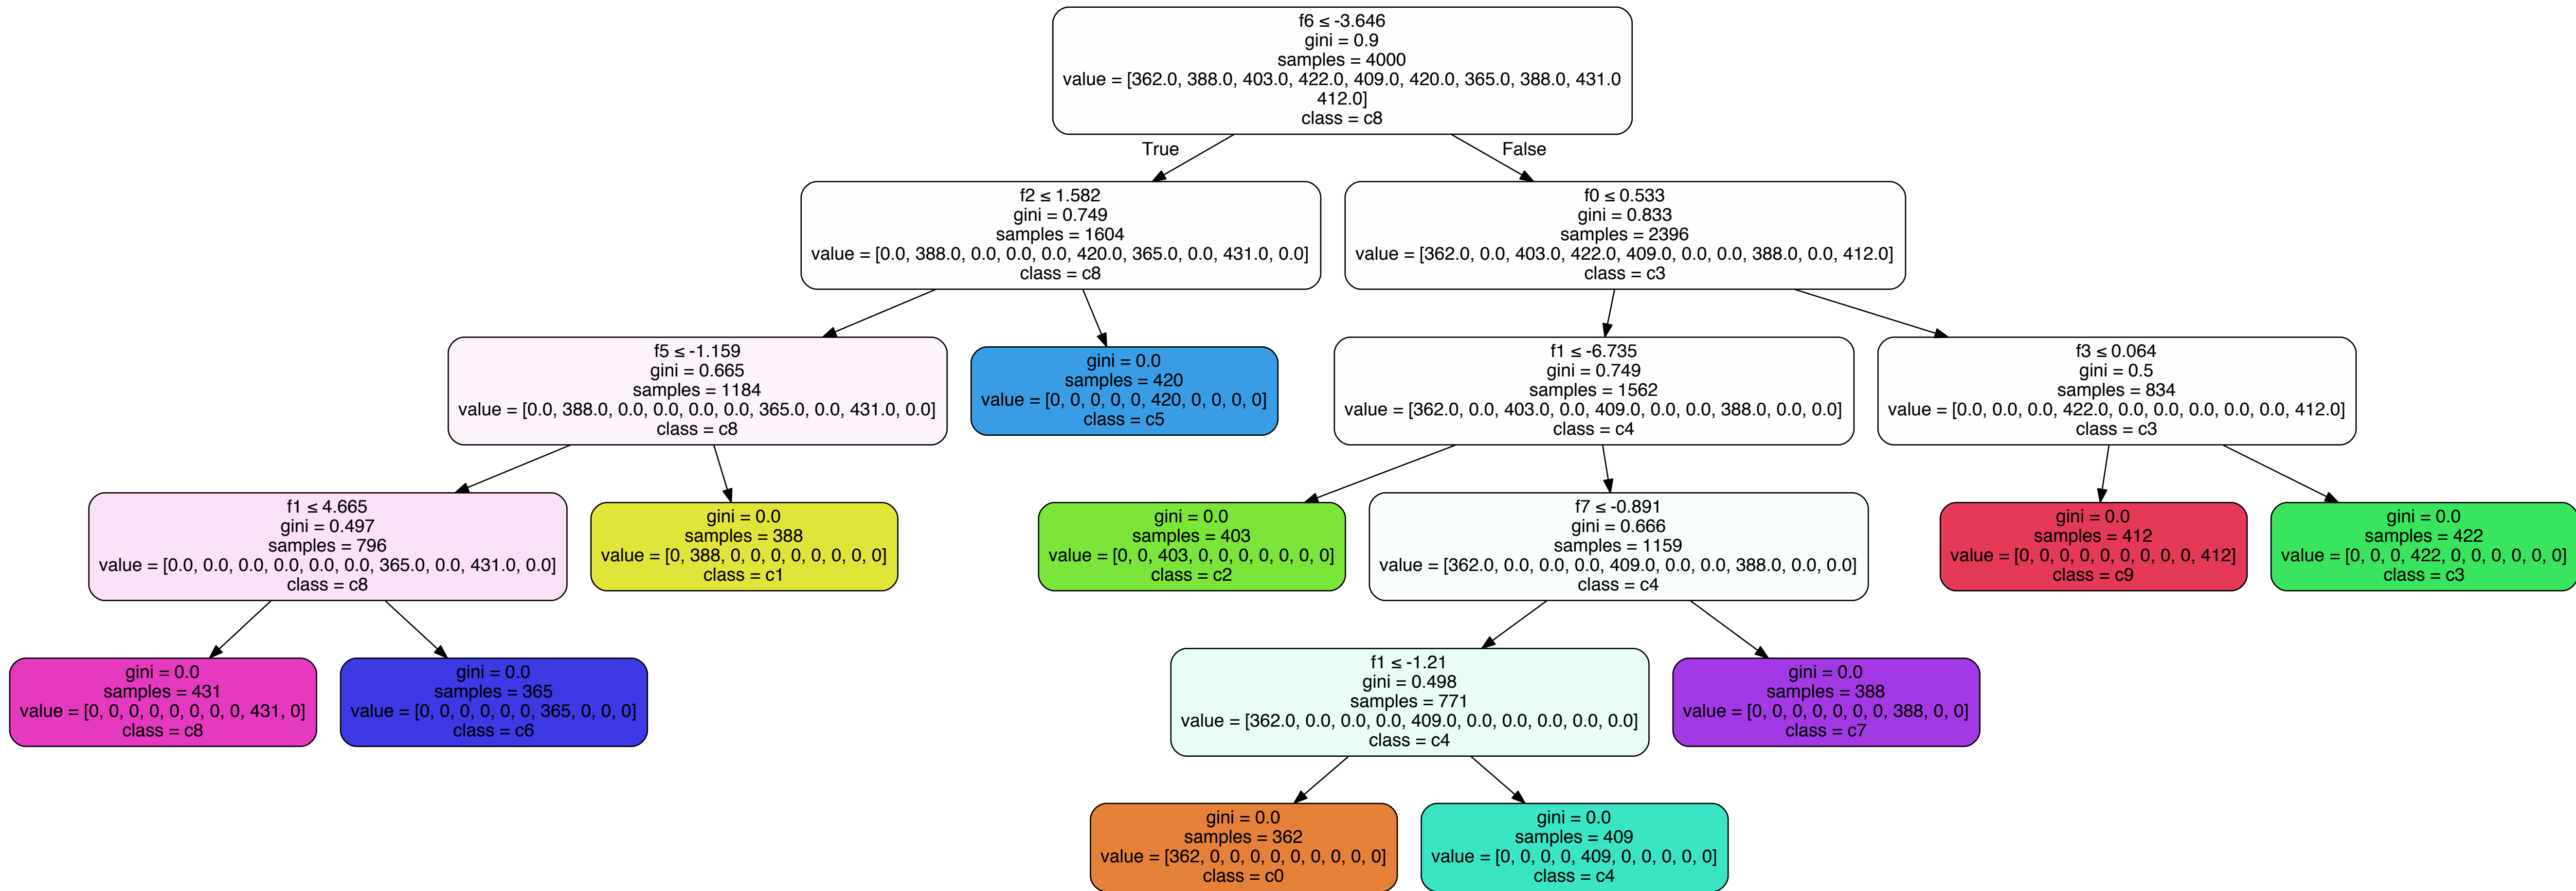 f6 ≤ -3.646
gini = 0.9
samples = 4000
value = [362.0, 388.0, 403.0, 422.0, 409.0, 420.0, 365.0, 388.0, 431.0
412.0]
class = c8
True
False
f2 ≤ 1.582
gini = 0.749
samples = 1604
value = [0.0, 388.0, 0.0, 0.0, 0.0, 420.0, 365.0, 0.0, 431.0, 0.0]
class = c8
f0 ≤ 0.533
gini = 0.833
samples = 2396
value = [362.0, 0.0, 403.0, 422.0, 409.0, 0.0, 0.0, 388.0, 0.0, 412.0]
class = c3
f5 ≤ -1.159
gini = 0.665
samples = 1184
value = [0.0, 388.0, 0.0, 0.0, 0.0, 0.0, 365.0, 0.0, 431.0, 0.0]
class = c8
gini = 0.0
samples = 420
value = [0, 0, 0, 0, 0, 420, 0, 0, 0, 0]
class = c5
f1 ≤ -6.735
gini = 0.749
samples = 1562
value = [362.0, 0.0, 403.0, 0.0, 409.0, 0.0, 0.0, 388.0, 0.0, 0.0]
class = c4
f3 ≤ 0.064
gini = 0.5
samples = 834
value = [0.0, 0.0, 0.0, 422.0, 0.0, 0.0, 0.0, 0.0, 0.0, 412.0]
class = c3
f1 ≤ 4.665
gini = 0.497
samples = 796
value = [0.0, 0.0, 0.0, 0.0, 0.0, 0.0, 365.0, 0.0, 431.0, 0.0]
class = c8
gini = 0.0
samples = 388
value = [0, 388, 0, 0, 0, 0, 0, 0, 0, 0]
class = c1
gini = 0.0
samples = 403
value = [0, 0, 403, 0, 0, 0, 0, 0, 0, 0]
class = c2
f7 ≤ -0.891
gini = 0.666
samples = 1159
value = [362.0, 0.0, 0.0, 0.0, 409.0, 0.0, 0.0, 388.0, 0.0, 0.0]
class = c4
gini = 0.0
samples = 412
value = [0, 0, 0, 0, 0, 0, 0, 0, 0, 412]
class = c9
gini = 0.0
samples = 422
value = [0, 0, 0, 422, 0, 0, 0, 0, 0, 0]
class = c3
gini = 0.0
samples = 431
value = [0, 0, 0, 0, 0, 0, 0, 0, 431, 0]
class = c8
gini = 0.0
samples = 365
value = [0, 0, 0, 0, 0, 0, 365, 0, 0, 0]
class = c6
f1 ≤ -1.21
gini = 0.498
samples = 771
value = [362.0, 0.0, 0.0, 0.0, 409.0, 0.0, 0.0, 0.0, 0.0, 0.0]
class = c4
gini = 0.0
samples = 388
value = [0, 0, 0, 0, 0, 0, 0, 388, 0, 0]
class = c7
gini = 0.0
samples = 362
value = [362, 0, 0, 0, 0, 0, 0, 0, 0, 0]
class = c0
gini = 0.0
samples = 409
value = [0, 0, 0, 0, 409, 0, 0, 0, 0, 0]
class = c4